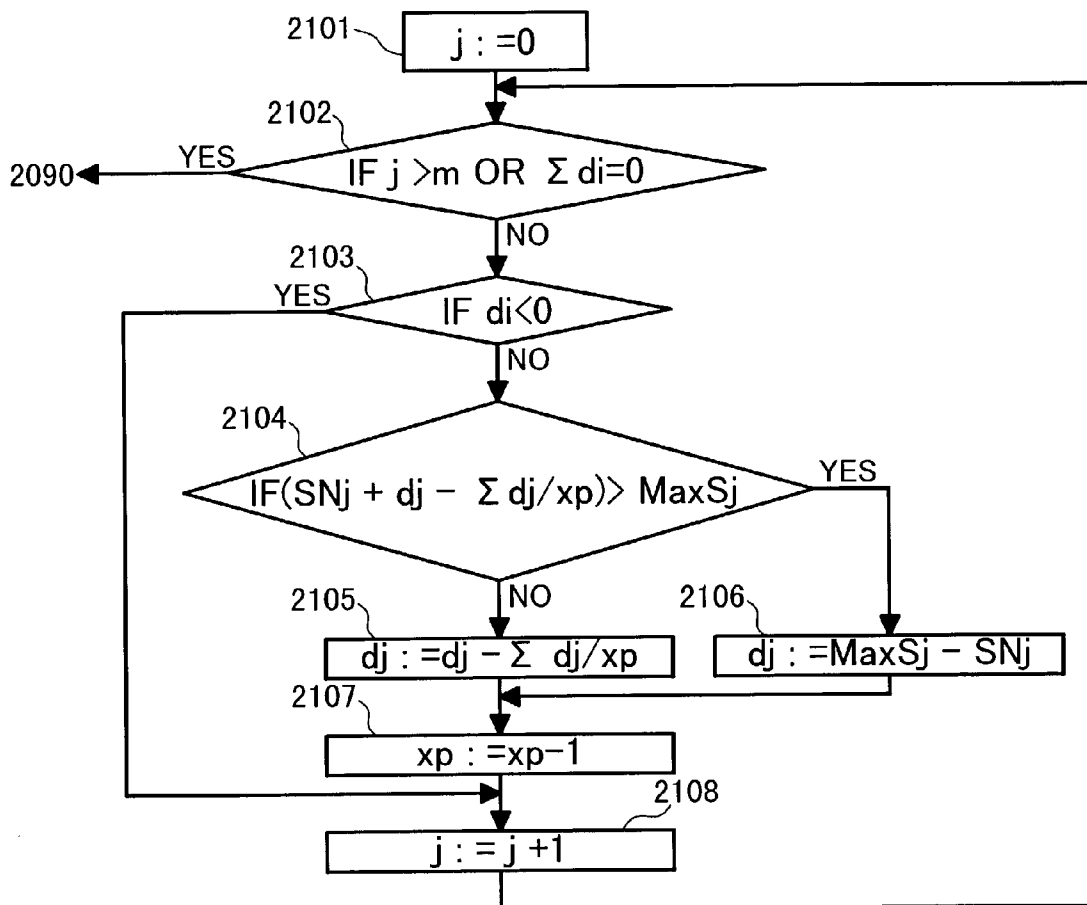 2101
j : =0
2102
2090
YES
IF j >m OR Σ di=0
NO
2103
YES
IF di<0
NO
2104
YES
IF(SNj + dj - Σ dj/xp)> MaxSj
NO
2105
2106
dj : =dj - Σ dj/xp
dj : =MaxSj - SNj
2107
xp : =xp-1
2108
j : = j +1